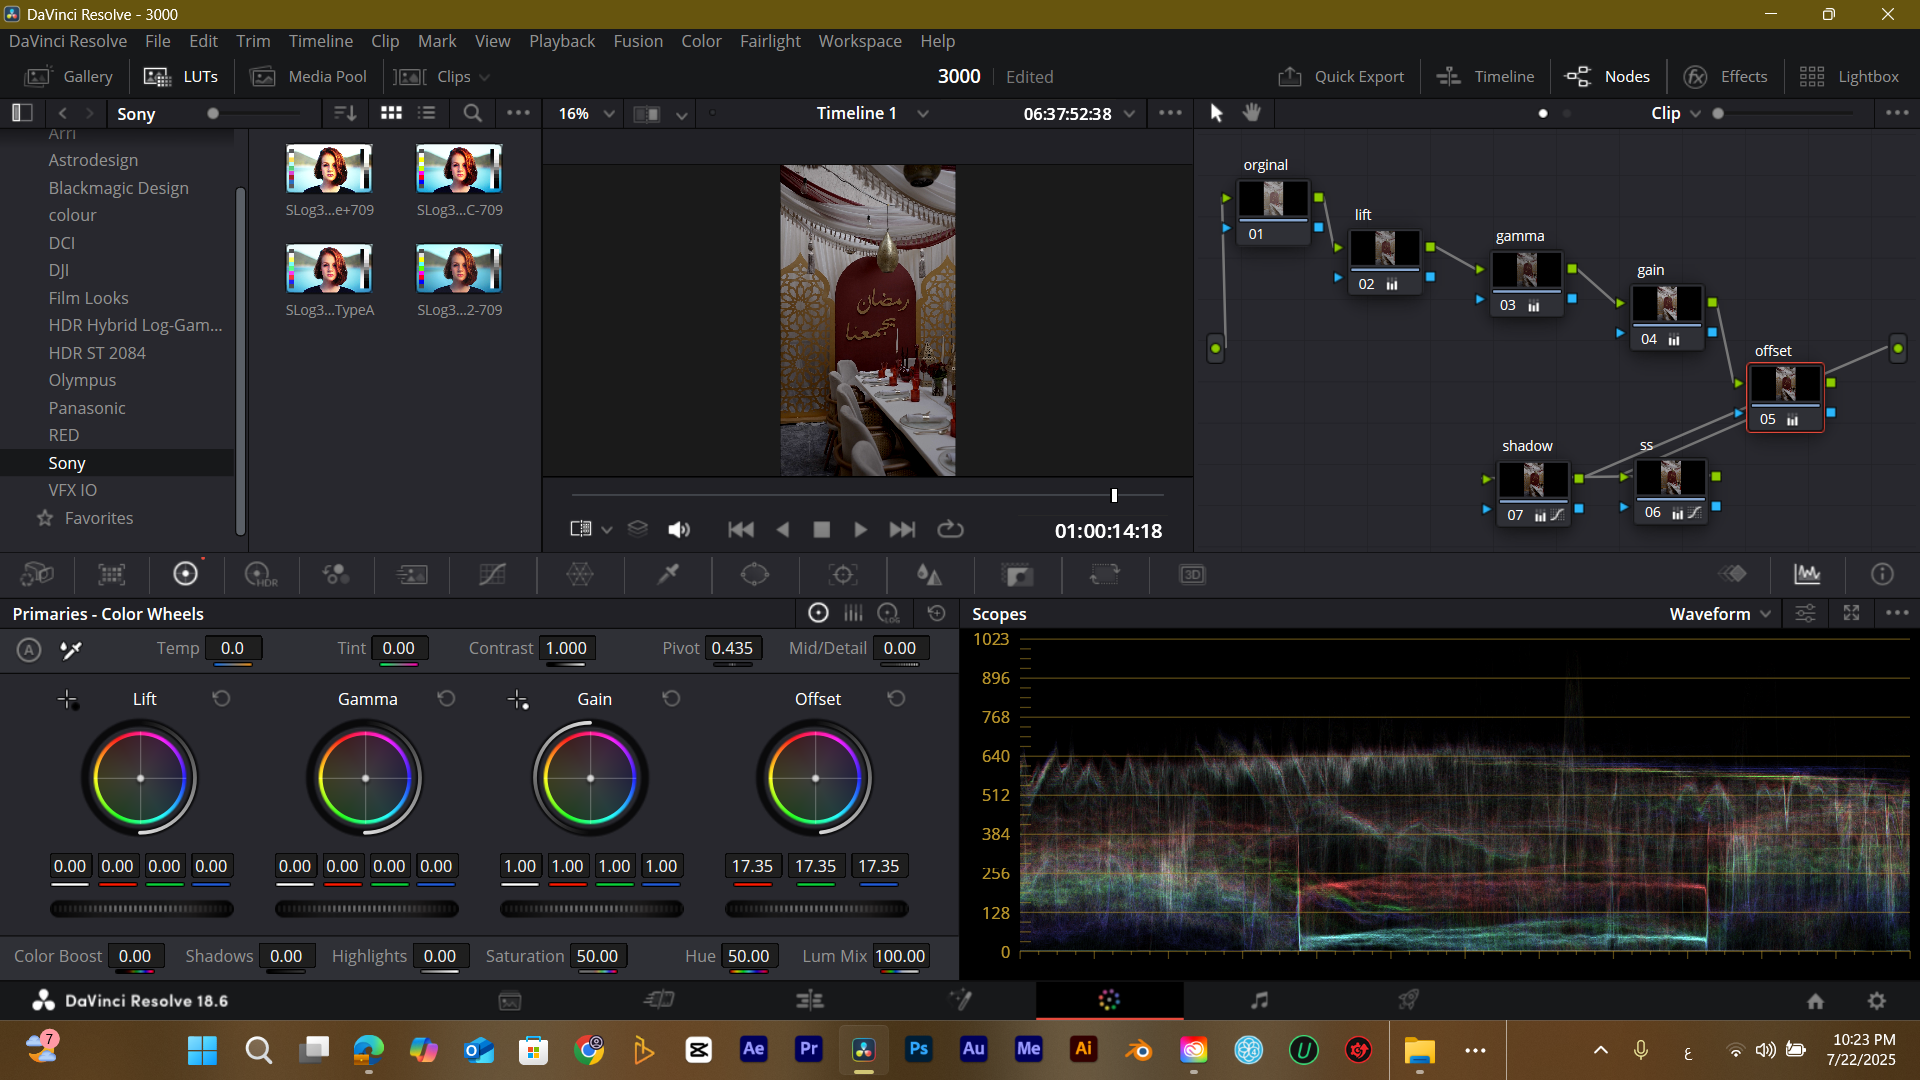 DaVinci Resolve - 3000
DaVinci Resolve File Edit Trim Timeline Clip Mark View Playback Fusion Color Fairlight Workspace Help
Gallery LUTs Media Pool Clips 3000 Edited Quick Export Timeline Nodes Effects Lightbox
Sony 16% Timeline 1 06:37:52:38 Clip
Arri
Astrodesign
Blackmagic Design
colour
DCI
DJI
Film Looks
HDR Hybrid Log-Gam...
HDR ST 2084
Olympus
Panasonic
RED
Sony
VFX IO
Favorites
SLog3...e+709 SLog3...C-709
SLog3...TypeA SLog3...2-709
رمضان
يجمعنا
01:00:14:18
orginal
01
lift
02
gamma
03
gain
04
offset
05
shadow
07
ss
06
HDR
3D
Primaries - Color Wheels
LOG
Scopes Waveform
A Temp 0.0 Tint 0.00 Contrast 1.000 Pivot 0.435 Mid/Detail 0.00
Lift Gamma Gain Offset
0.00 0.00 0.00 0.00 0.00 0.00 0.00 0.00 1.00 1.00 1.00 1.00 17.35 17.35 17.35
Color Boost 0.00 Shadows 0.00 Highlights 0.00 Saturation 50.00 Hue 50.00 Lum Mix 100.00
1023
896
768
640
512
384
256
128
0
DaVinci Resolve 18.6
7
Ae Pr Ps Au Me Ai U
ع
10:23 PM
7/22/2025